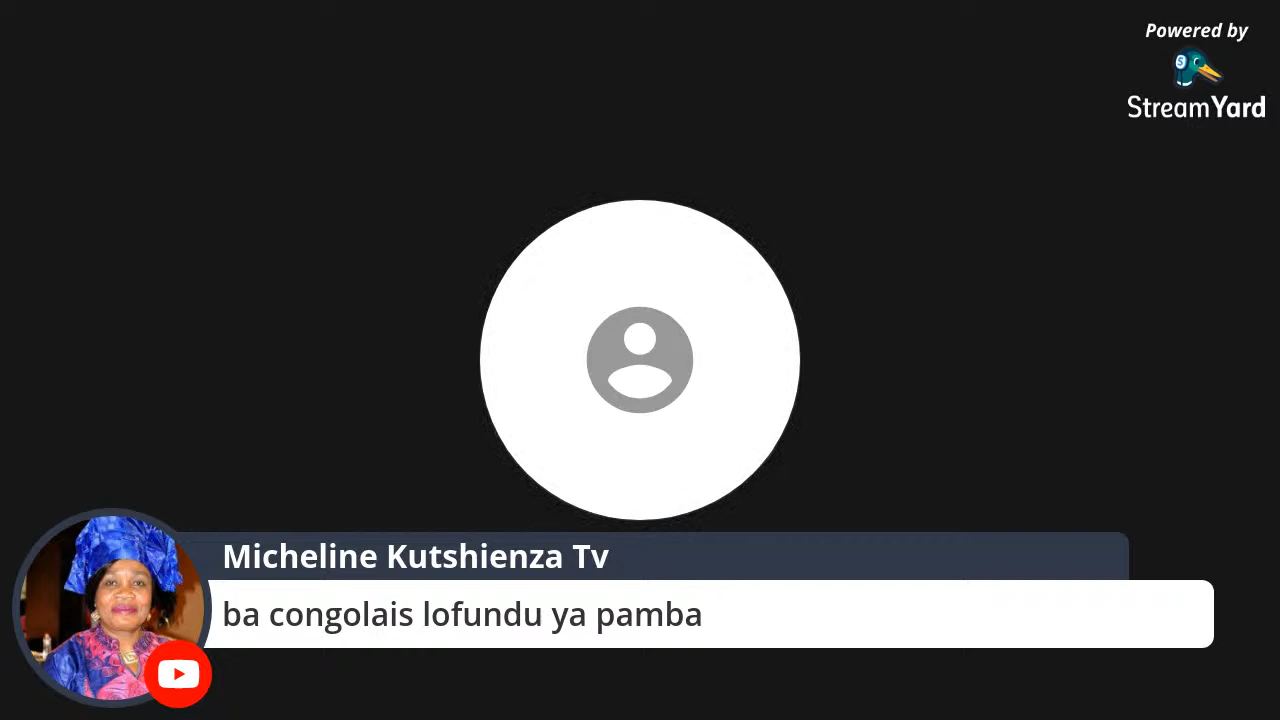 Powered by
StreamYard
Micheline Kutshienza Tv
ba congolais lofundu ya pamba